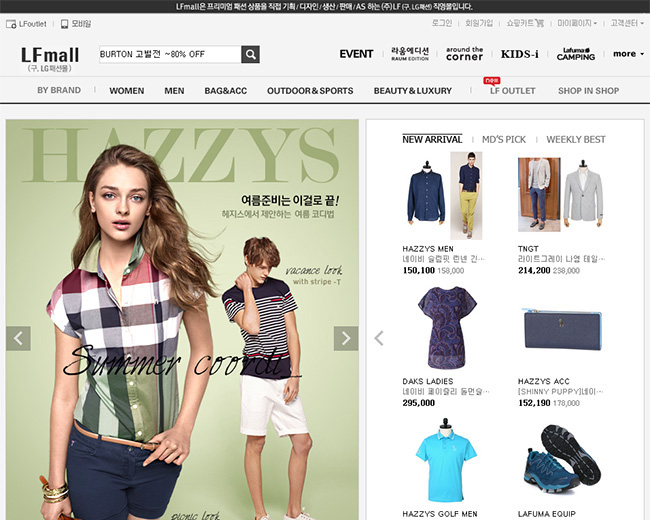 LFmall은 프리미엄 패션 상품을 직접 기획 / 디자인 / 생산 / 판매 / AS 하는 (주)LF (구. LG패션) 직영몰입니다.
LFoutlet 모바일 로그인 회원가입 쇼핑카트 마이페이지 고객센터
LFmall
(구. LG패션몰)
BURTON 고별전 ~80% OFF
EVENT 라움에디션 RAUM EDITION around the corner KIDS-i Lafuma CAMPING more
new
BY BRAND WOMEN MEN BAG&ACC OUTDOOR&SPORTS BEAUTY&LUXURY LF OUTLET SHOP IN SHOP
HAZZYS
여름준비는 이걸로 끝!
헤지스에서 제안하는 여름 코디법
vacance look
with stripe -T
Summer coordi_
picnic look
NEW ARRIVAL MD'S PICK WEEKLY BEST
HAZZYS MEN
네이비 슬럽핏 린넨 긴…
150,100 158,000
TNGT
라이트그레이 나염 테일…
214,200 238,000
DAKS LADIES
네이비 페이즐리 돌먼슬…
295,000
HAZZYS ACC
[SHINNY PUPPY]네이…
152,190 178,000
HAZZYS GOLF MEN
LAFUMA EQUIP